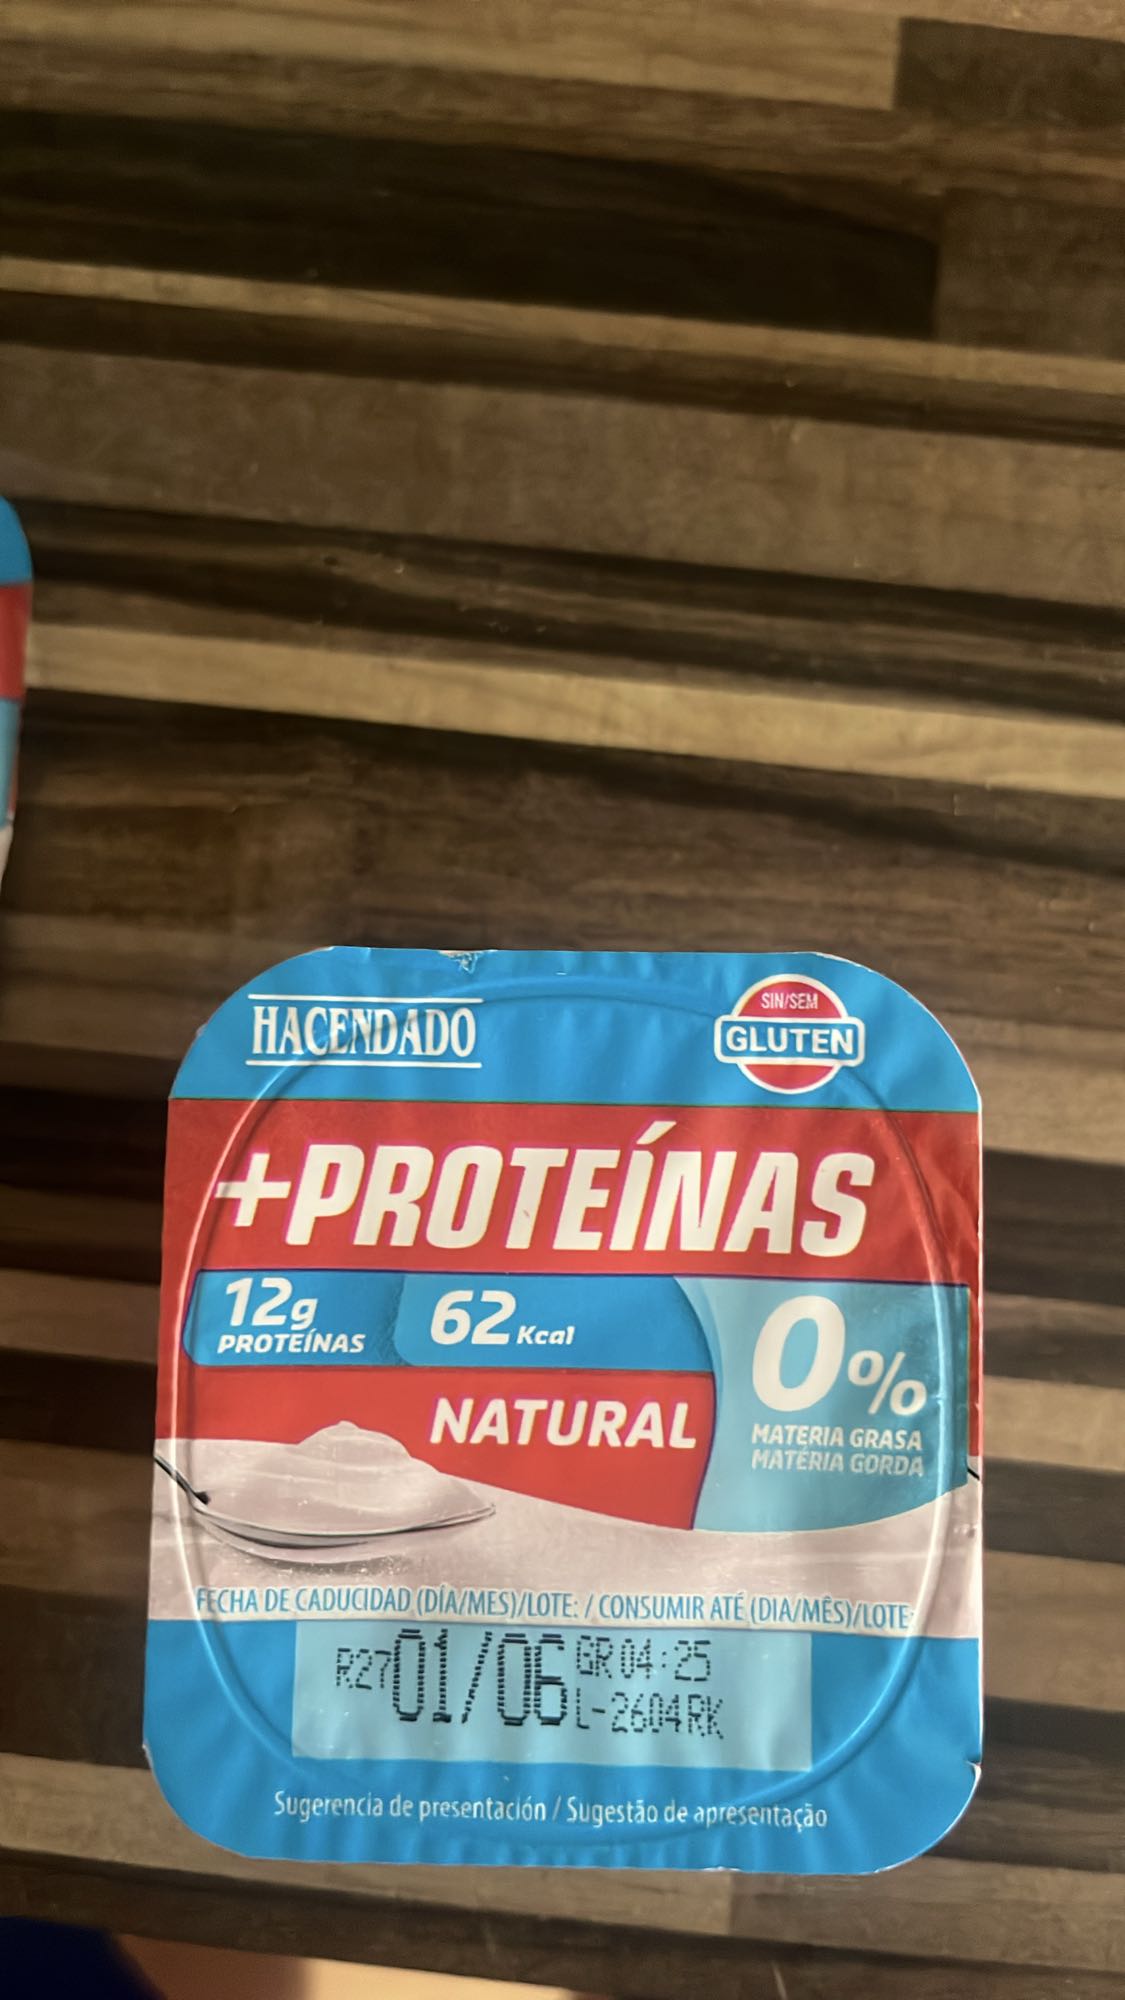 HACENDADO
SIN/SEM
GLUTEN
+PROTEÍNAS
12g
PROTEÍNAS
62 Kcal
0%
MATERIA GRASA
MATÉRIA GORDA
NATURAL
FECHA DE CADUCIDAD (DÍA/MES)/LOTE: / CONSUMIR ATÉ (DIA/MÊS)/LOTE:
R27 01/06 GR 04:25
L-2604RK
Sugerencia de presentación / Sugestão de apresentação